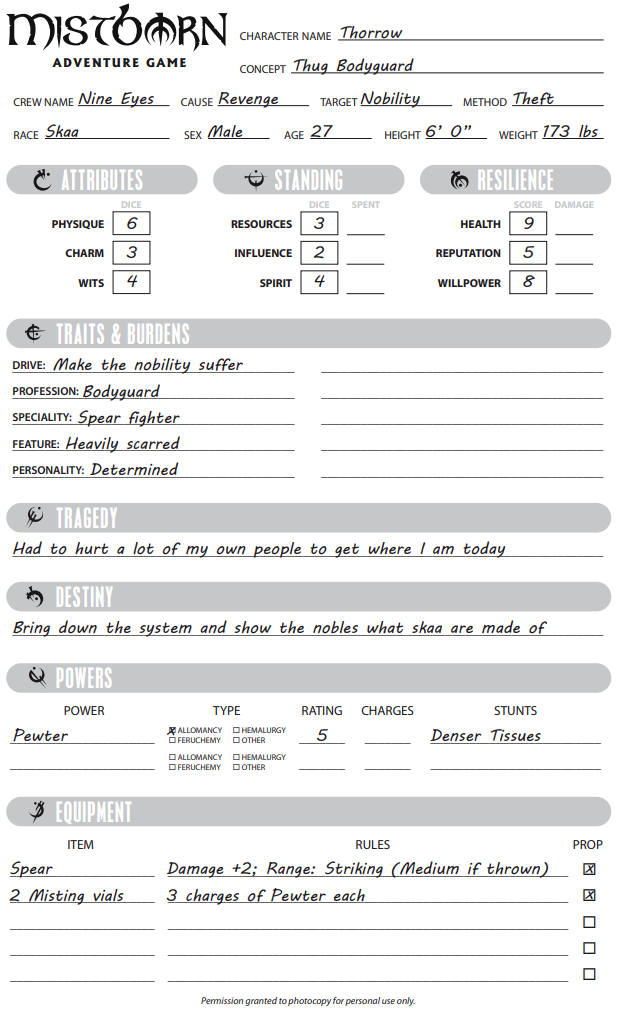 MISTBORN
ADVENTURE GAME
CHARACTER NAME Thorrow
CONCEPT Thug Bodyguard
CREW NAME Nine Eyes CAUSE Revenge TARGET Nobility METHOD Theft
RACE Skaa SEX Male AGE 27 HEIGHT 6' 0" WEIGHT 173 lbs
ATTRIBUTES STANDING RESILIENCE
DICE DICE SPENT SCORE DAMAGE
PHYSIQUE 6 RESOURCES 3 HEALTH 9
CHARM 3 INFLUENCE 2 REPUTATION 5
WITS 4 SPIRIT 4 WILLPOWER 8
TRAITS & BURDENS
DRIVE: Make the nobility suffer
PROFESSION: Bodyguard
SPECIALITY: Spear fighter
FEATURE: Heavily scarred
PERSONALITY: Determined
TRAGEDY
Had to hurt a lot of my own people to get where I am today
DESTINY
Bring down the system and show the nobles what skaa are made of
POWERS
POWER TYPE RATING CHARGES STUNTS
Pewter ☒ ALLOMANCY ☐ HEMALURGY 5 Denser Tissues
☐ FERUCHEMY ☐ OTHER
☐ ALLOMANCY ☐ HEMALURGY
☐ FERUCHEMY ☐ OTHER
EQUIPMENT
ITEM RULES PROP
Spear Damage +2; Range: Striking (Medium if thrown) ☒
2 Misting vials 3 charges of Pewter each ☒
☐
☐
☐
Permission granted to photocopy for personal use only.